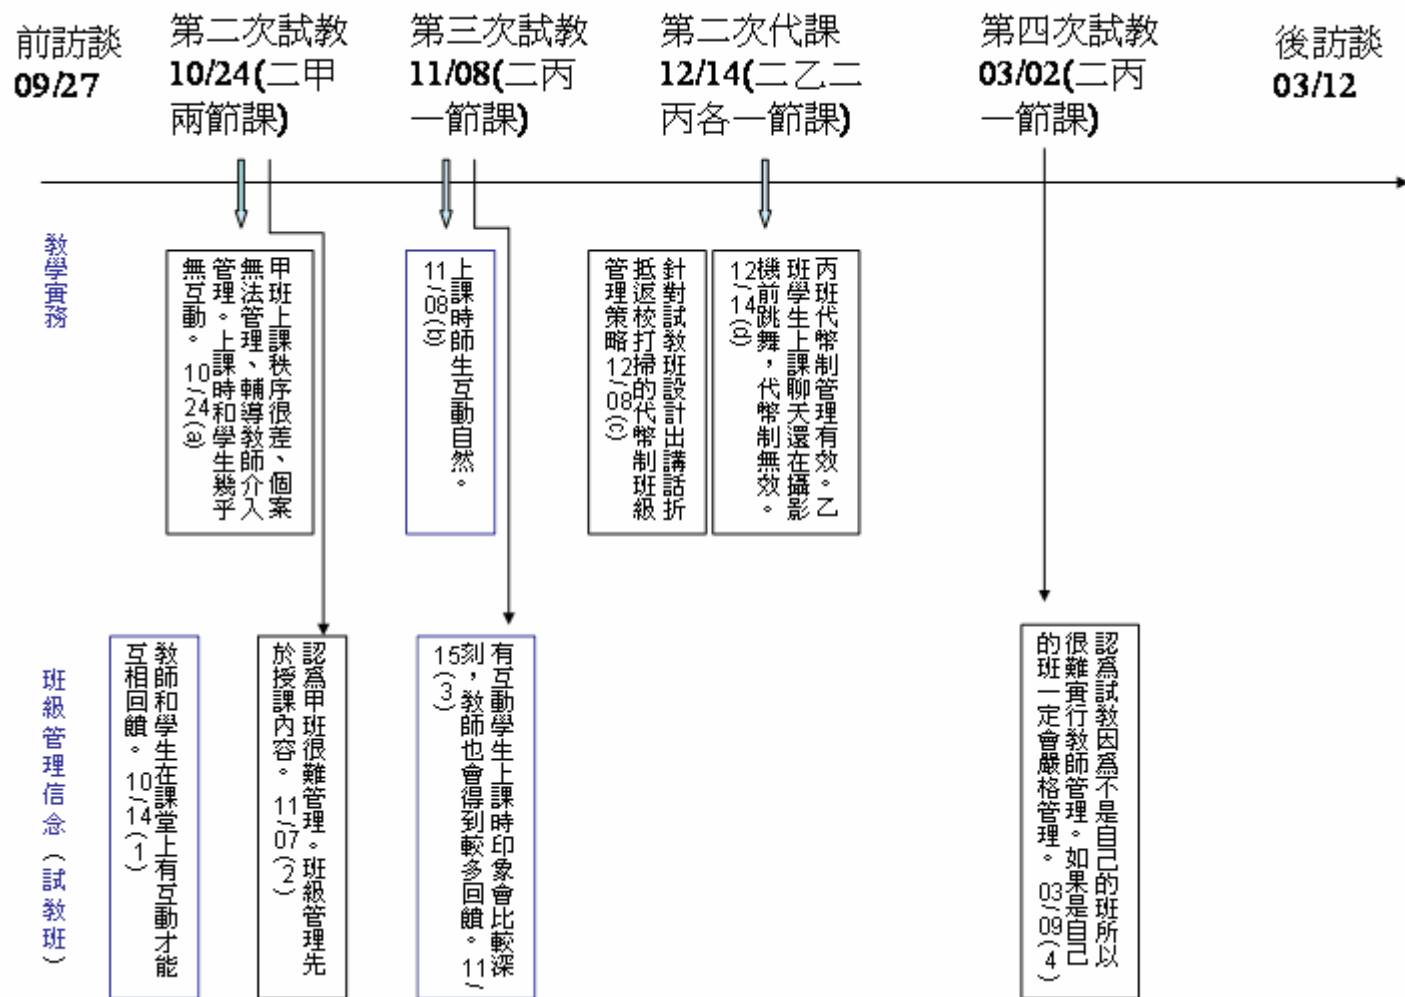 前訪談
09/27
第二次試教
10/24(二甲
兩節課)
第三次試教
11/08(二丙
一節課)
第二次代課
12/14(二乙二
丙各一節課)
第四次試教
03/02(二丙
一節課)
後訪談
03/12
教學實務
甲班上課秩序很差、個案
無法管理、輔導教師介入
管理。上課時和學生幾乎
無互動。 10/24(a)
上課時師生互動自然。
11/08(b)
針對試教班設計出講話折
抵返校打掃的代幣制班級
管理策略 12/08(c)
丙班代幣制管理有效。乙
班學生上課聊天還在攝影
機前跳舞,代幣制無效。
12/14(d)
班級管理信念(試教班)
教師和學生在課堂上有互動才能
互相回饋。 10/14(1)
認為甲班很難管理。班級管理先
於授課內容。 11/07(2)
有互動學生上課時印象會比較深
刻,教師也會得到較多回饋。 11/
15(3)
認為試教因為不是自己的班所以
很難實行教師管理。如果是自己
的班一定會嚴格管理。 03/09(4)